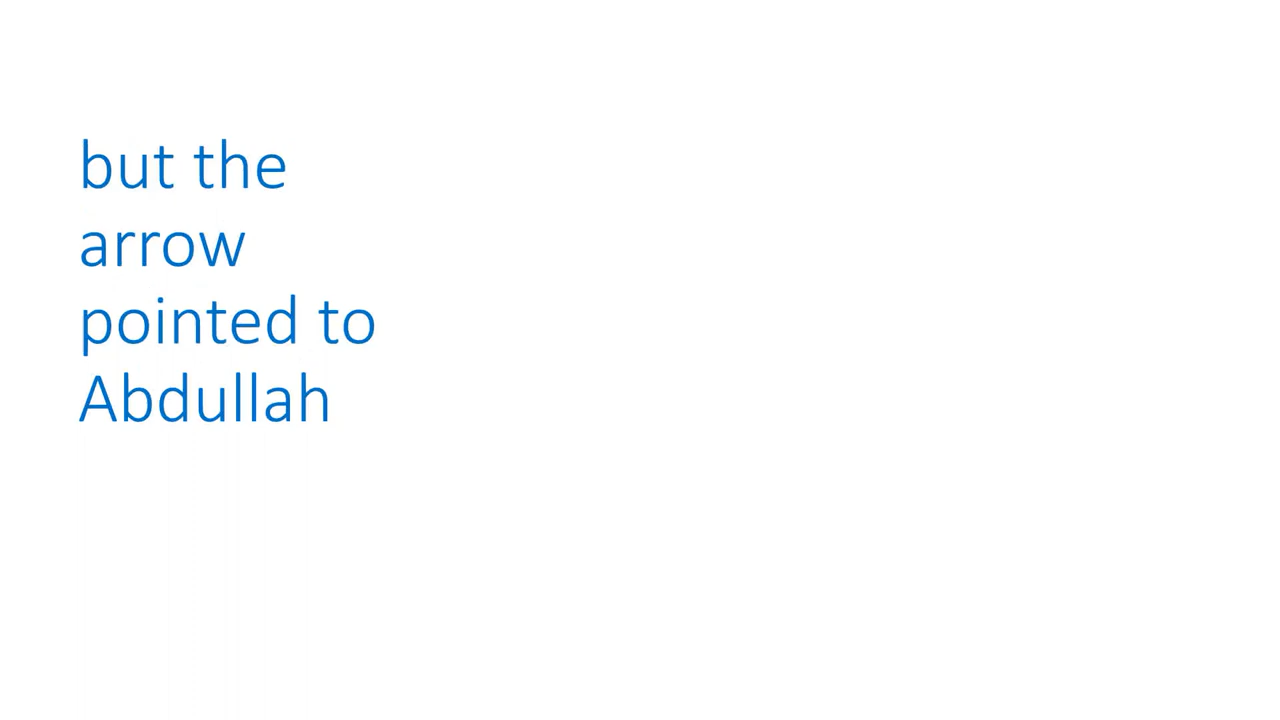 but the
arrow
pointed to
Abdullah